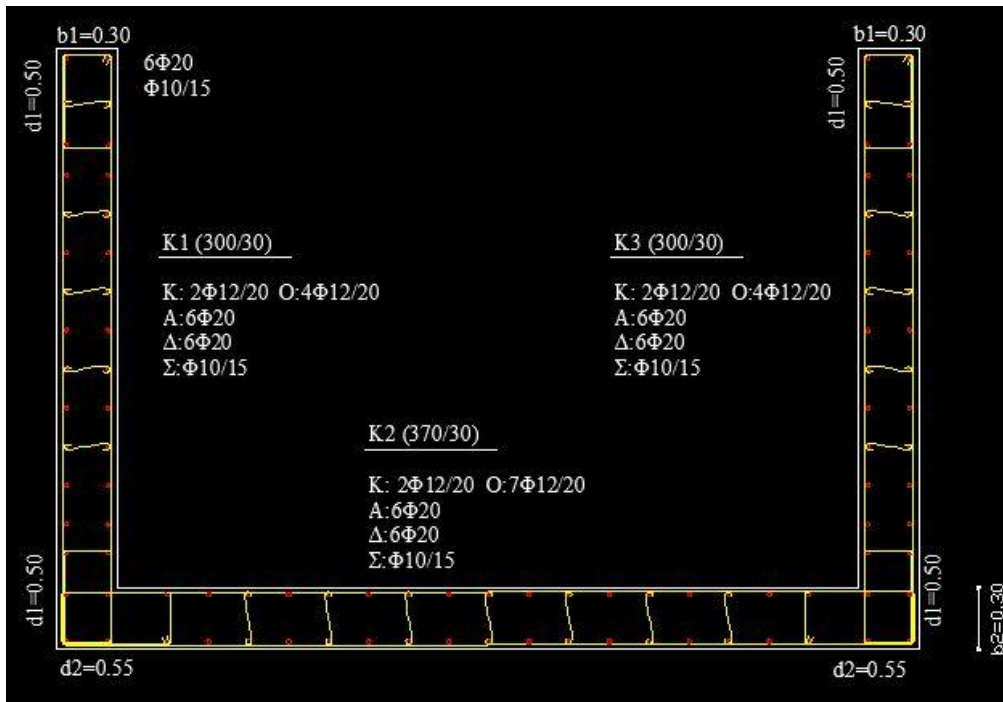 b1=0.30
b1=0.30
6Φ20
Φ10/15
d1=0.50
d1=0.50
K1 (300/30)
K: 2Φ12/20 O:4Φ12/20
A:6Φ20
Δ:6Φ20
Σ:Φ10/15
K3 (300/30)
K: 2Φ12/20 O:4Φ12/20
A:6Φ20
Δ:6Φ20
Σ:Φ10/15
K2 (370/30)
K: 2Φ12/20 O:7Φ12/20
A:6Φ20
Δ:6Φ20
Σ:Φ10/15
d1=0.50
d1=0.50
b2=0.30
d2=0.55
d2=0.55